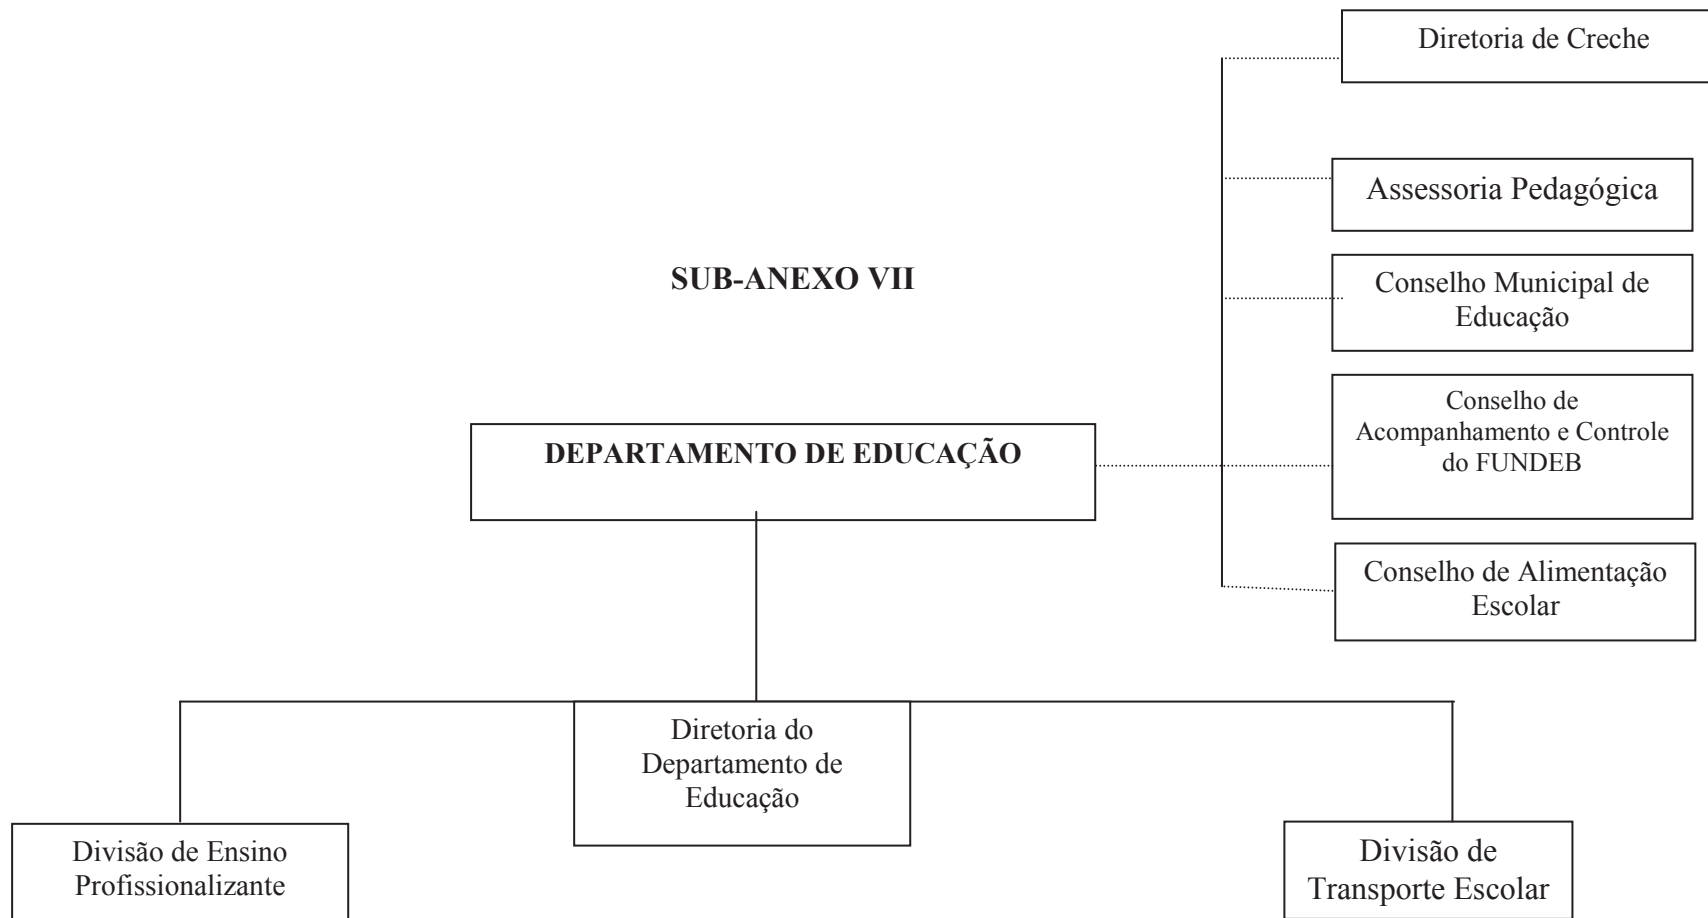 Diretoria de Creche
Assessoria Pedagógica
SUB-ANEXO VII
Conselho Municipal de
Educação
Conselho de
Acompanhamento e Controle
do FUNDEB
DEPARTAMENTO DE EDUCAÇÃO
Conselho de Alimentação
Escolar
Diretoria do
Departamento de
Educação
Divisão de Ensino
Profissionalizante
Divisão de
Transporte Escolar